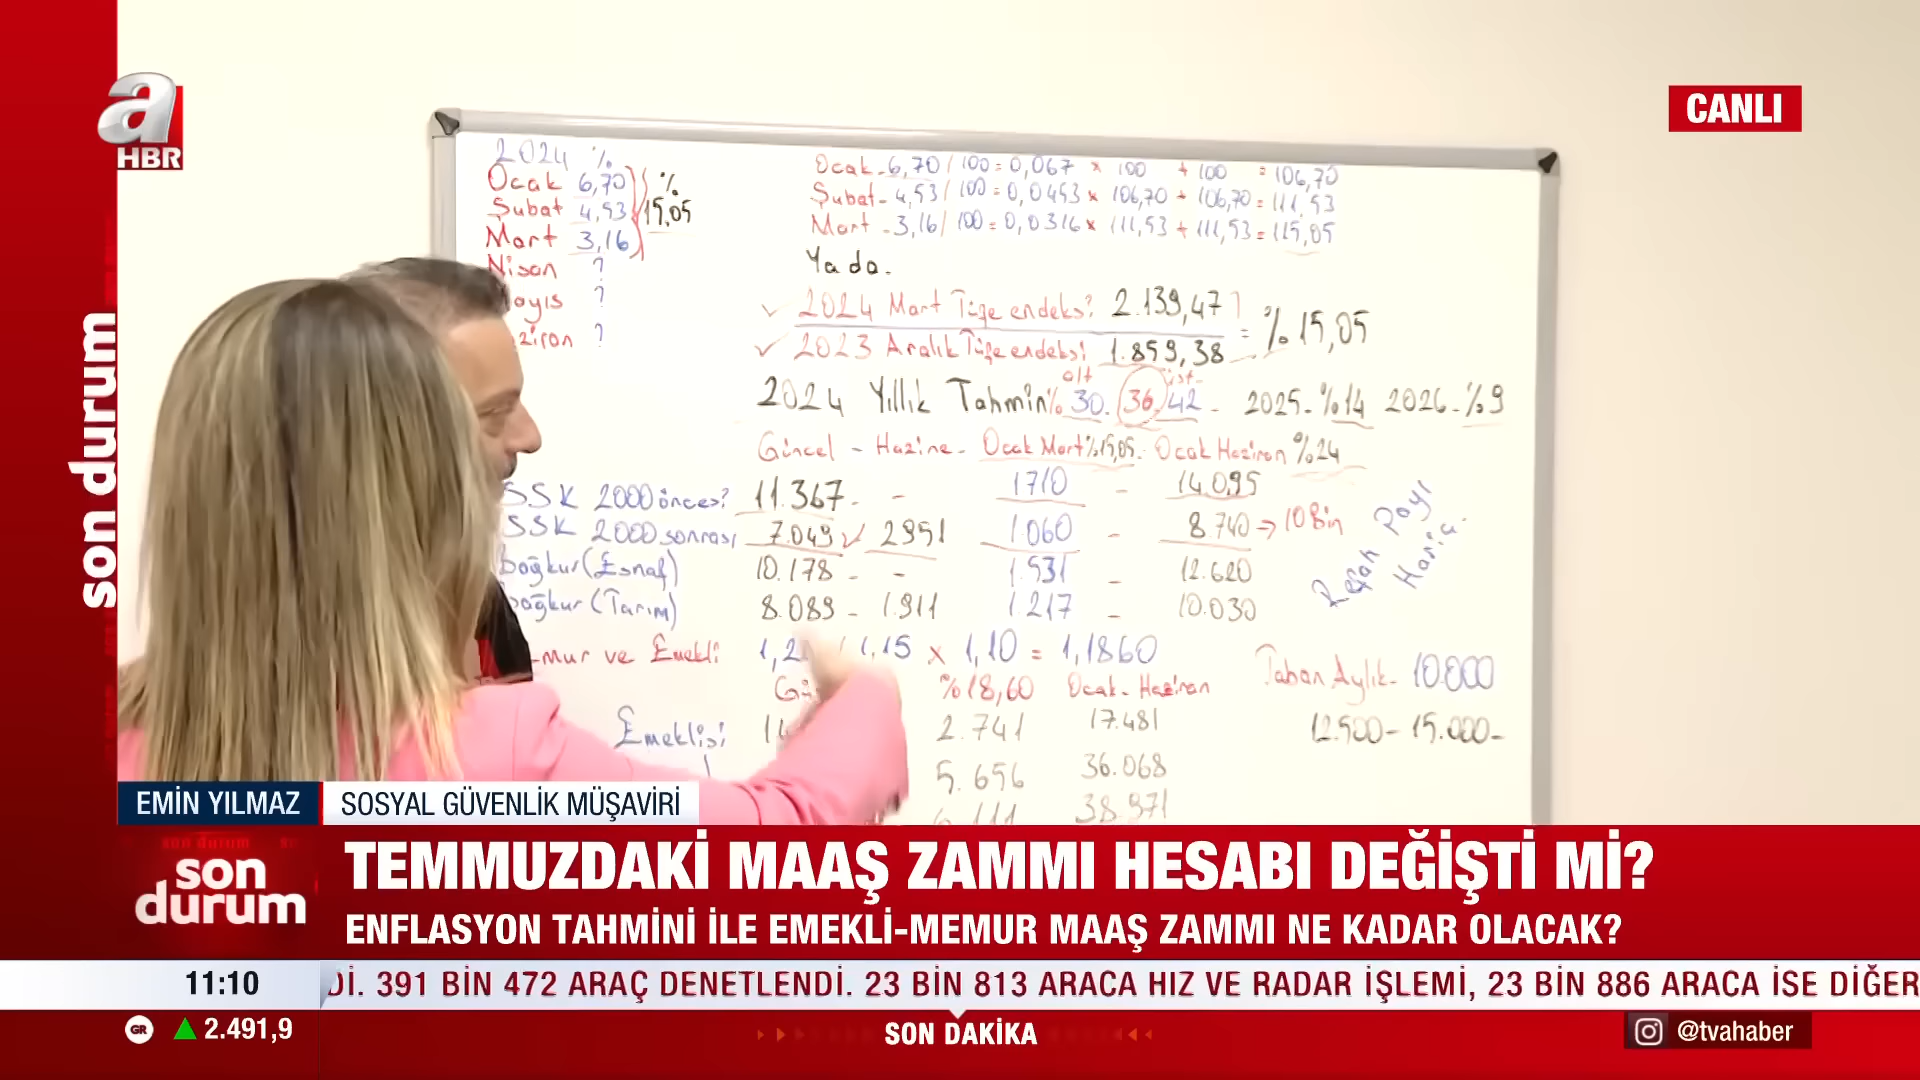 a
HBR
CANLI
son durum
2024 %
Ocak 6,70
Şubat 4,53
Mart 3,16
% 15,05
Nisan ?
ayıs ?
ziran ?
Ocak - 6,70 / 100 = 0,067 × 100 + 100 = 106,70
Şubat - 4,53 / 100 = 0,0453 × 106,70 + 106,70 = 111,53
Mart - 3,16 / 100 = 0,0316 × 111,53 + 111,53 = 115,05
Ya da.
✓ 2024 Mart Tüfe endeksi 2.139,47
✓ 2023 Aralık Tüfe endeksi 1.859,38
= % 15,05
alt üst
2024 Yıllık Tahmin % 30. 36, 42 - 2025 - %14 2026 - %9
Güncel - Hazine - Ocak Mart %15,05 - Ocak Haziran %24
SSK 2000 öncesi 11.367 - - 1710 - 14.095
SSK 2000 sonrası 7.049 ✓ 2951 1.060 - 8.740 → 10 Bin
Bağkur (Esnaf) 10.178 - - 1.531 - 12.620
Bağkur (Tarım) 8.089 - 1.911 1.217 - 10.030
Refah Payı Hariç.
mur ve Emekli 1,15 × 1,10 = 1,1860
%18,60 Ocak - Haziran
Taban Aylık - 10.000
Emeklisi 2.741 17.481
12.500 - 15.000 -
5.656 36.068
38.971
EMİN YILMAZ SOSYAL GÜVENLİK MÜŞAVİRİ
son durum
TEMMUZDAKİ MAAŞ ZAMMI HESABI DEĞİŞTİ Mİ?
ENFLASYON TAHMİNİ İLE EMEKLİ-MEMUR MAAŞ ZAMMI NE KADAR OLACAK?
11:10
Dİ. 391 BİN 472 ARAÇ DENETLENDİ. 23 BİN 813 ARACA HIZ VE RADAR İŞLEMİ, 23 BİN 886 ARACA İSE DİĞER
GR ▲ 2.491,9
SON DAKİKA
@tvahaber